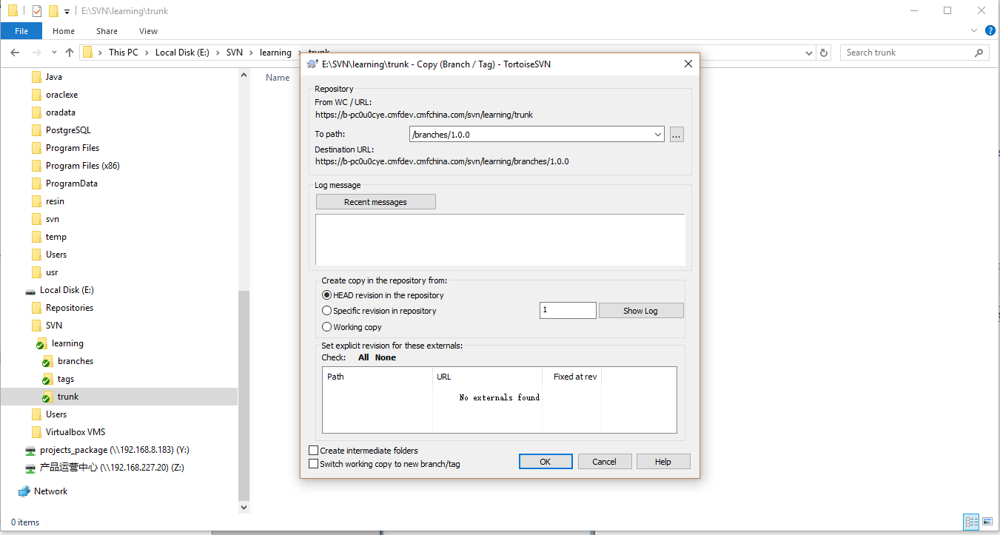 E:\SVN\learning\trunk
File Home Share View
This PC Local Disk (E:) SVN learning trunk
Search trunk
Java
oraclexe
oradata
PostgreSQL
Program Files
Program Files (x86)
ProgramData
resin
svn
temp
Users
usr
Local Disk (E:)
Repositories
SVN
learning
branches
tags
trunk
Users
Virtualbox VMS
projects_package (\\192.168.8.183) (Y:)
产品运营中心 (\\192.168.227.20) (Z:)
Network
0 items
Name
E:\SVN\learning\trunk - Copy (Branch / Tag) - TortoiseSVN
Repository
From WC / URL:
https://b-pc0u0cye.cmfdev.cmfchina.com/svn/learning/trunk
To path: /branches/1.0.0 ...
Destination URL:
https://b-pc0u0cye.cmfdev.cmfchina.com/svn/learning/branches/1.0.0
Log message
Recent messages
Create copy in the repository from:
HEAD revision in the repository
Specific revision in repository 1 Show Log
Working copy
Set explicit revision for these externals:
Check: All None
Path URL Fixed at rev
No externals found
Create intermediate folders
Switch working copy to new branch/tag
OK Cancel Help